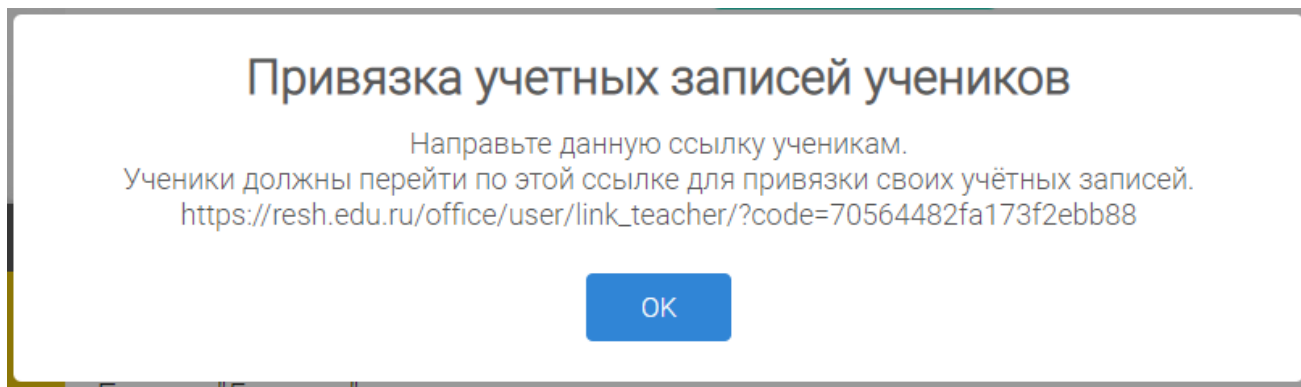 Привязка учетных записей учеников
Направьте данную ссылку ученикам.
Ученики должны перейти по этой ссылке для привязки своих учётных записей.
https://resh.edu.ru/office/user/link_teacher/?code=70564482fa173f2ebb88
OK